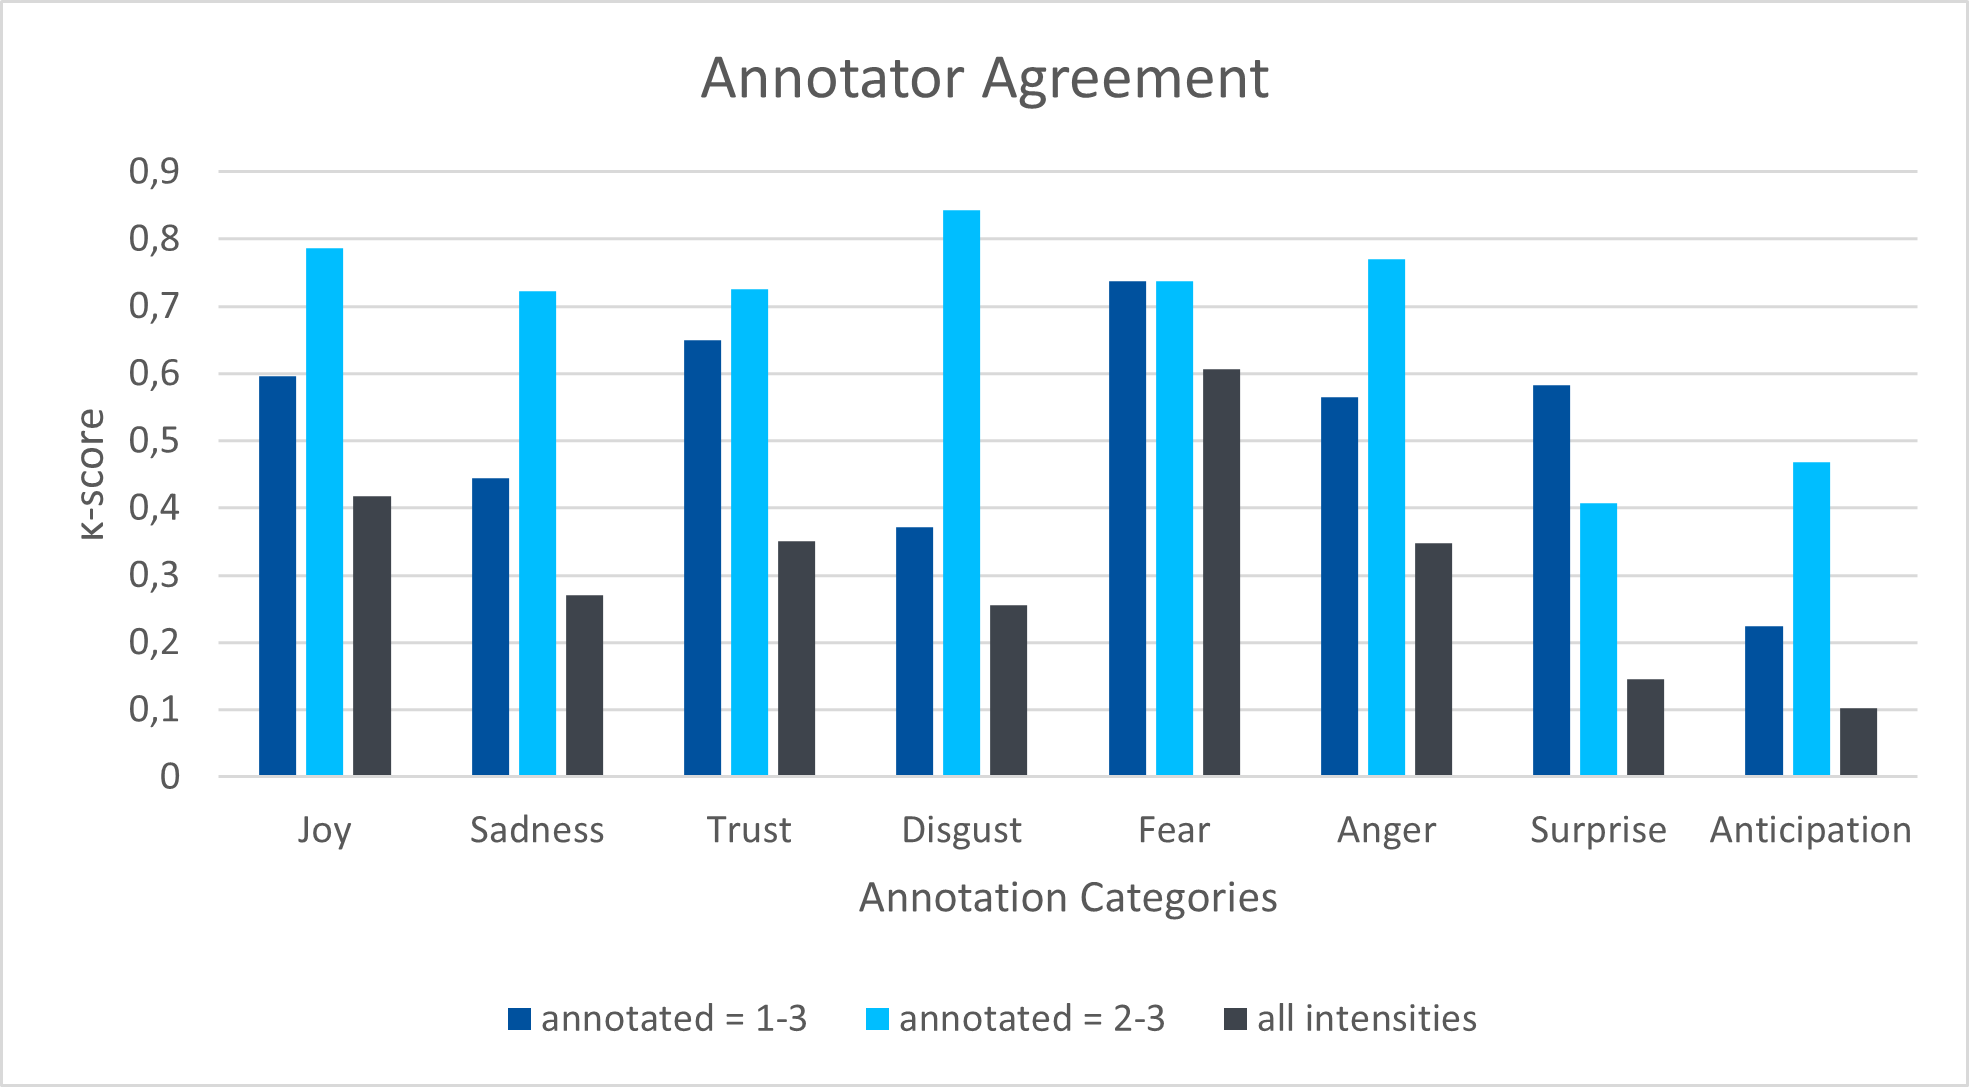 Annotator Agreement
0,9
0,8
0,7
0,6
0,5
0,4
0,3
0,2
0,1
0
κ-score
Joy Sadness Trust Disgust Fear Anger Surprise Anticipation
Annotation Categories
annotated = 1-3 annotated = 2-3 all intensities